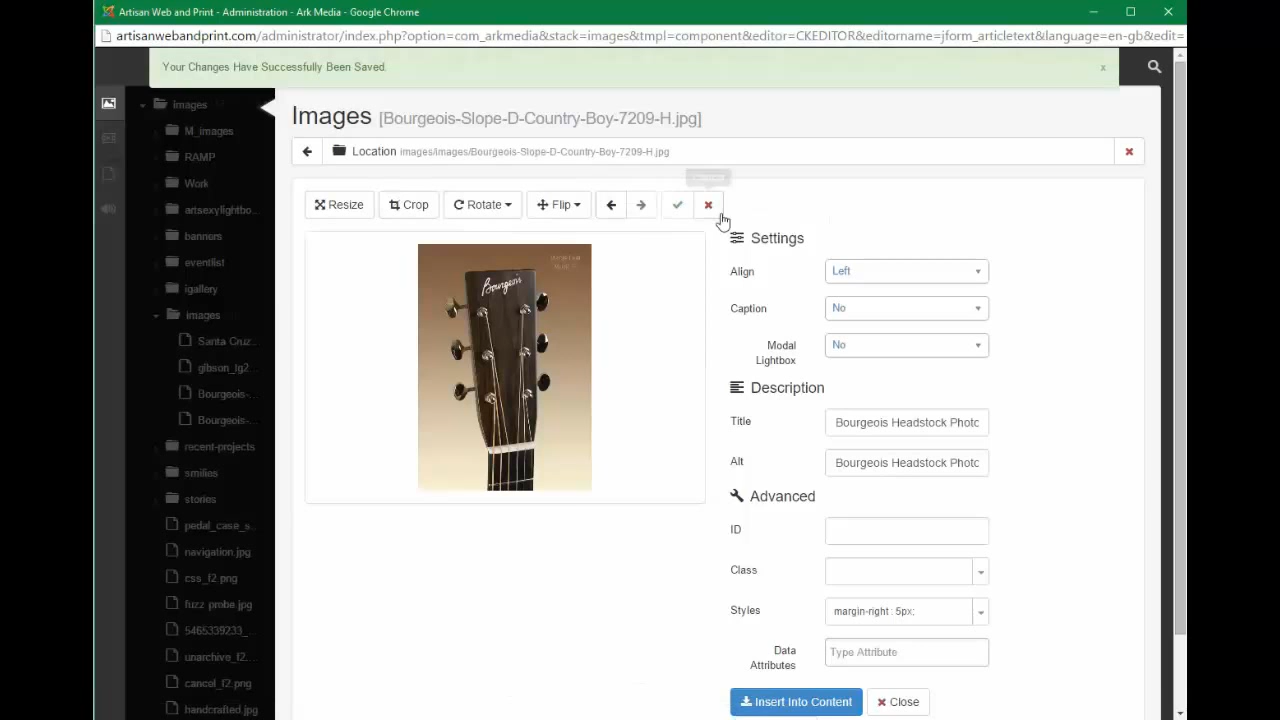 Artisan Web and Print - Administration - Ark Media - Google Chrome
artisanwebandprint.com/administrator/index.php?option=com_arkmedia&stack=images&tmpl=component&editor=CKEDITOR&editorname=jform_articletext&language=en-gb&edit=
Your Changes Have Successfully Been Saved.
x
images
M_images
RAMP
Work
artsexylightbo...
banners
eventlist
igallery
images
Santa Cruz...
gibson_lg2...
Bourgeois-...
Bourgeois-...
recent-projects
smilies
stories
pedal_case_s...
navigation.jpg
css_f2.png
fuzz probe.jpg
5465339233_...
unarchive_f2....
cancel_f2.png
handcrafted.jpg
Images [Bourgeois-Slope-D-Country-Boy-7209-H.jpg]
Location images/images/Bourgeois-Slope-D-Country-Boy-7209-H.jpg
Resize Crop Rotate Flip
Bourgeois
Settings
Align Left
Caption No
Modal Lightbox No
Description
Title Bourgeois Headstock Photo
Alt Bourgeois Headstock Photo
Advanced
ID
Class
Styles margin-right : 5px;
Data Attributes Type Attribute
Insert Into Content Close